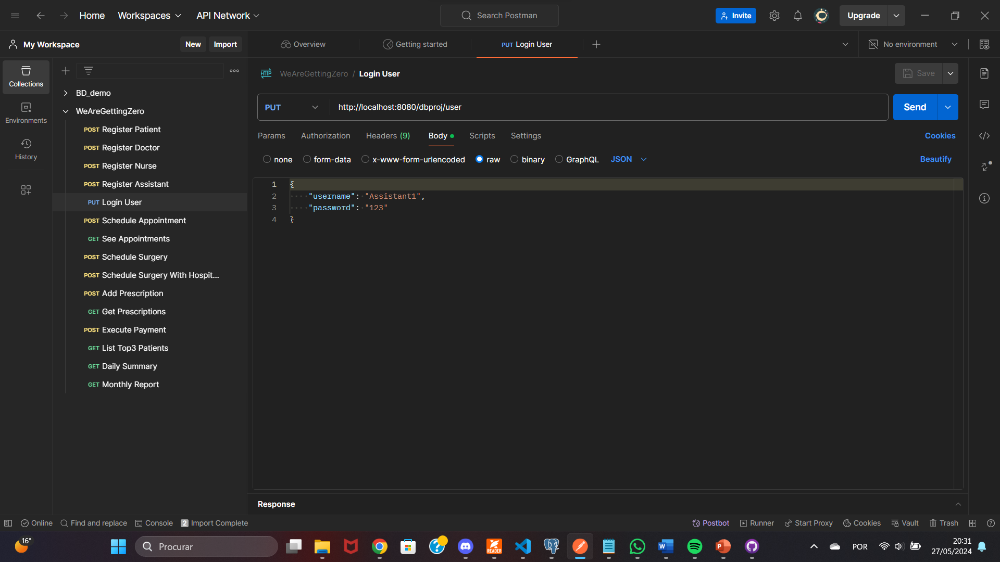 Home
Workspaces
API Network
Search Postman
Invite
Upgrade
My Workspace
New
Import
Overview
Getting started
PUT Login User
No environment
Collections
Environments
History
BD_demo
WeAreGettingZero
POST Register Patient
POST Register Doctor
POST Register Nurse
POST Register Assistant
PUT Login User
POST Schedule Appointment
GET See Appointments
POST Schedule Surgery
POST Schedule Surgery With Hospit...
POST Add Prescription
GET Get Prescriptions
POST Execute Payment
GET List Top3 Patients
GET Daily Summary
GET Monthly Report
HTTP WeAreGettingZero / Login User
Save
PUT http://localhost:8080/dbproj/user
Send
Params
Authorization
Headers (9)
Body
Scripts
Settings
Cookies
none
form-data
x-www-form-urlencoded
raw
binary
GraphQL
JSON
Beautify
1 {
2 "username": "Assistant1",
3 "password": "123"
4 }
Response
Online
Find and replace
Console
2 Import Complete
Postbot
Runner
Start Proxy
Cookies
Vault
Trash
16°
Procurar
READER
POR
20:31
27/05/2024